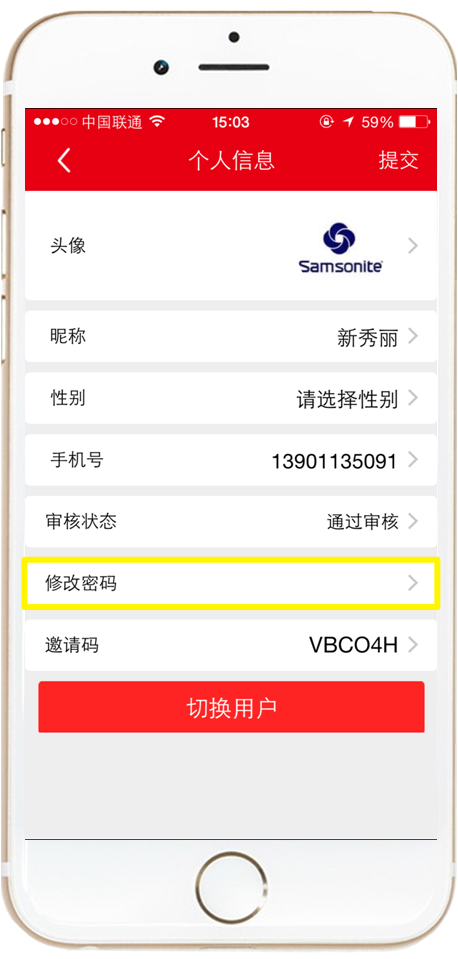 中国联通 15:03 59%
个人信息 提交
头像 Samsonite
昵称 新秀丽
性别 请选择性别
手机号 13901135091
审核状态 通过审核
修改密码
邀请码 VBCO4H
切换用户